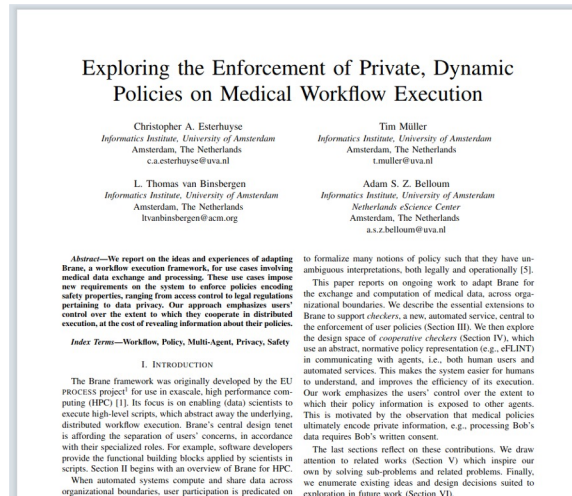 Exploring the Enforcement of Private, Dynamic
Policies on Medical Workflow Execution
Christopher A. Esterhuyse
Informatics Institute, University of Amsterdam
Amsterdam, The Netherlands
c.a.esterhuyse@uva.nl
Tim Müller
Informatics Institute, University of Amsterdam
Amsterdam, The Netherlands
t.muller@uva.nl
L. Thomas van Binsbergen
Informatics Institute, University of Amsterdam
Amsterdam, The Netherlands
ltvanbinsbergen@acm.org
Adam S. Z. Belloum
Informatics Institute, University of Amsterdam
Netherlands eScience Center
Amsterdam, The Netherlands
a.s.z.belloum@uva.nl
Abstract—We report on the ideas and experiences of adapting
Brane, a workflow execution framework, for use cases involving
medical data exchange and processing. These use cases impose
new requirements on the system to enforce policies encoding
safety properties, ranging from access control to legal regulations
pertaining to data privacy. Our approach emphasizes users'
control over the extent to which they cooperate in distributed
execution, at the cost of revealing information about their policies.
Index Terms—Workflow, Policy, Multi-Agent, Privacy, Safety
I. INTRODUCTION
The Brane framework was originally developed by the EU
PROCESS project¹ for use in exascale, high performance com-
puting (HPC) [1]. Its focus is on enabling (data) scientists to
execute high-level scripts, which abstract away the underlying,
distributed workflow execution. Brane's central design tenet
is affording the separation of users' concerns, in accordance
with their specialized roles. For example, software developers
provide the functional building blocks applied by scientists in
scripts. Section II begins with an overview of Brane for HPC.
When automated systems compute and share data across
organizational boundaries, user participation is predicated on
to formalize many notions of policy such that they have un-
ambiguous interpretations, both legally and operationally [5].
This paper reports on ongoing work to adapt Brane for
the exchange and computation of medical data, across orga-
nizational boundaries. We describe the essential extensions to
Brane to support checkers, a new, automated service, central to
the enforcement of user policies (Section III). We then explore
the design space of cooperative checkers (Section IV), which
use an abstract, normative policy representation (e.g., eFLINT)
in communicating with agents, i.e., both human users and
automated services. This makes the system easier for humans
to understand, and improves the efficiency of its execution.
Our work emphasizes the users' control over the extent to
which their policy information is exposed to other agents.
This is motivated by the observation that medical policies
ultimately encode private information, e.g., processing Bob's
data requires Bob's written consent.
The last sections reflect on these contributions. We draw
attention to related works (Section V) which inspire our
own by solving sub-problems and related problems. Finally,
we enumerate existing ideas and design decisions suited to
exploration in future work (Section VI).